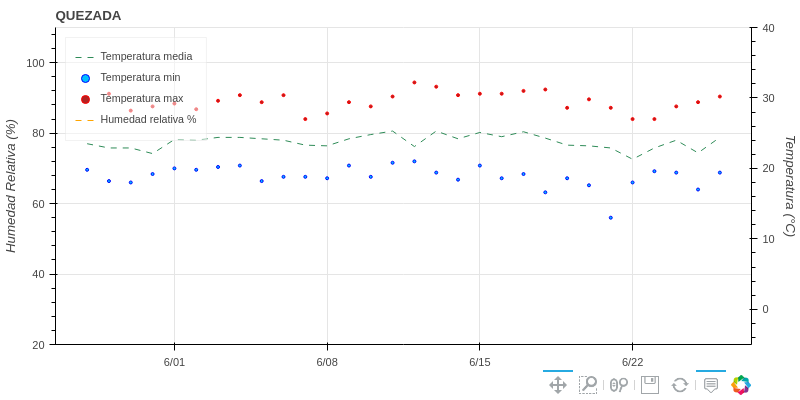 QUEZADA
Temperatura media
Temperatura min
Temperatura max
Humedad relativa %
Humedad Relativa (%)
100
80
60
40
20
40
30
20
10
0
Temperatura (°C)
6/01
6/08
6/15
6/22